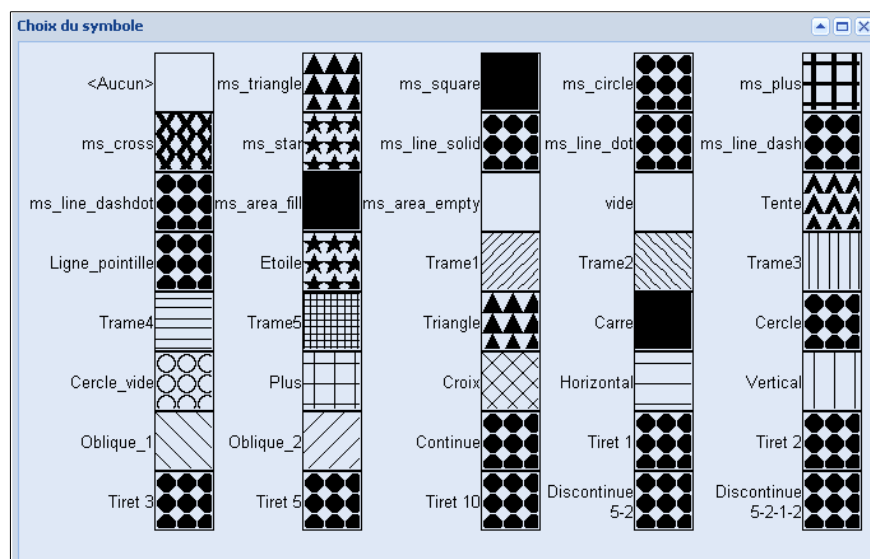 Choix du symbole
<Aucun> ms_triangle ms_square ms_circle ms_plus
ms_cross ms_star ms_line_solid ms_line_dot ms_line_dash
ms_line_dashdot ms_area_fill ms_area_empty vide Tente
Ligne_pointille Etoile Trame1 Trame2 Trame3
Trame4 Trame5 Triangle Carre Cercle
Cercle_vide Plus Croix Horizontal Vertical
Oblique_1 Oblique_2 Continue Tiret 1 Tiret 2
Tiret 3 Tiret 5 Tiret 10 Discontinue 5-2 Discontinue 5-2-1-2